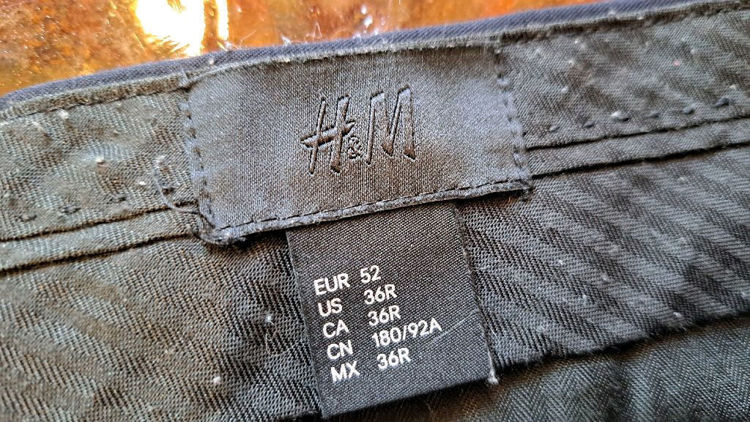 H&M
EUR 52
US 36R
CA 36R
CN 180/92A
MX 36R